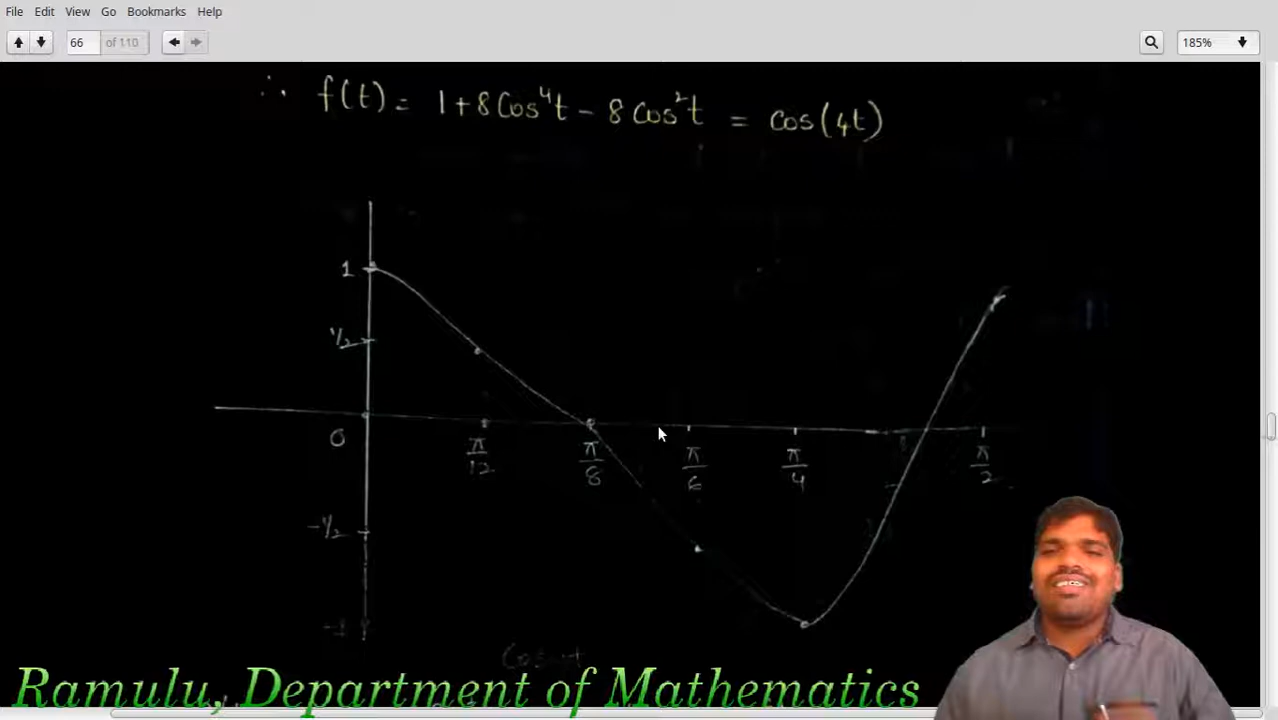 File Edit View Go Bookmarks Help
66 of 110 185%
∴ f(t) = 1 + 8 Cos⁴t - 8 Cos²t = cos(4t)
1
1/2
0 π/12 π/8 π/6 π/4 π/2
-1/2
-1
Ramulu, Department of Mathematics